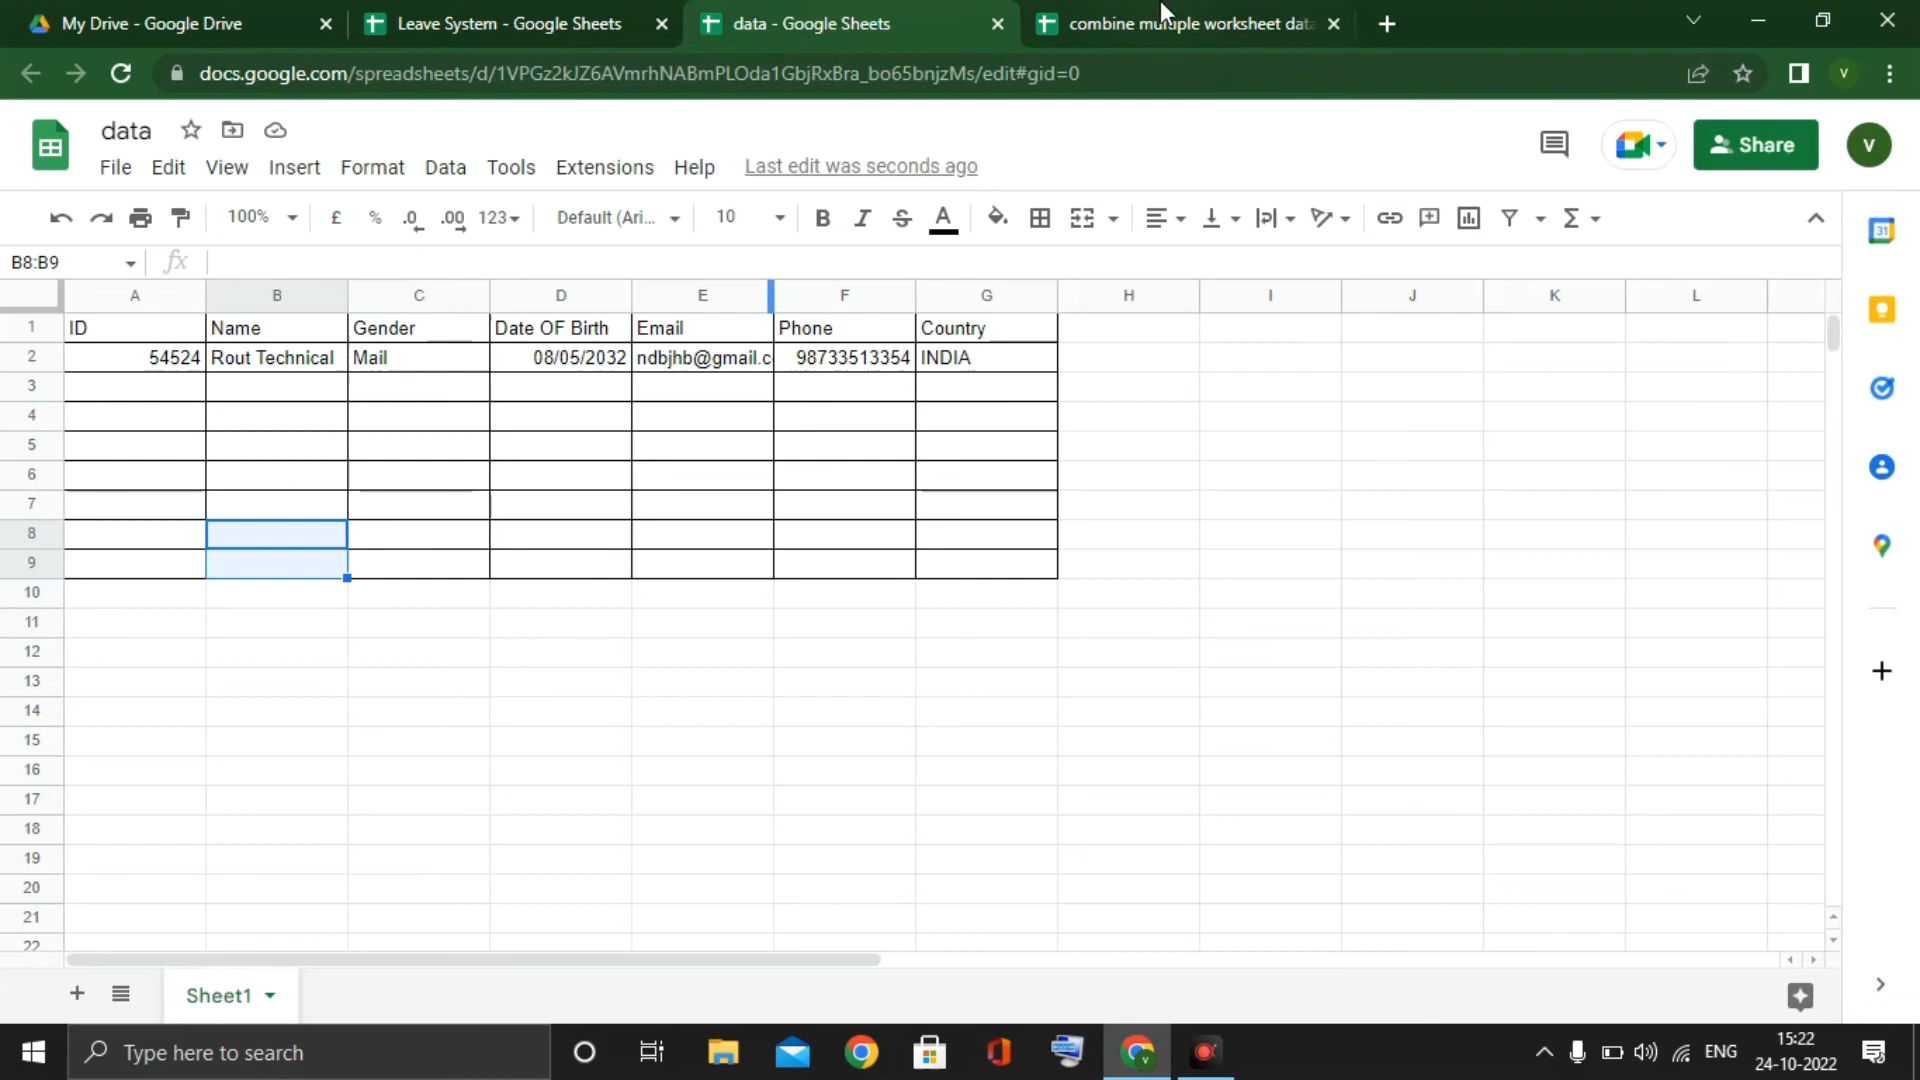 My Drive - Google Drive
Leave System - Google Sheets
data - Google Sheets
combine multiple worksheet data
docs.google.com/spreadsheets/d/1VPGz2kJZ6AVmrhNABmPLOda1GbjRxBra_bo65bnjzMs/edit#gid=0
V
data
Share
V
File Edit View Insert Format Data Tools Extensions Help Last edit was seconds ago
100% £ % .0 .00 123 Default (Ari... 10 B I S A Σ
31
B8:B9 fx
A B C D E F G H I J K L
1 ID Name Gender Date OF Birth Email Phone Country
2 54524 Rout Technical Mail 08/05/2032 ndbjhb@gmail.c 98733513354 INDIA
3
4
5
6
7
8
9
10
11
12
13
14
15
16
17
18
19
20
21
22
Sheet1
Type here to search
ENG
15:22
24-10-2022